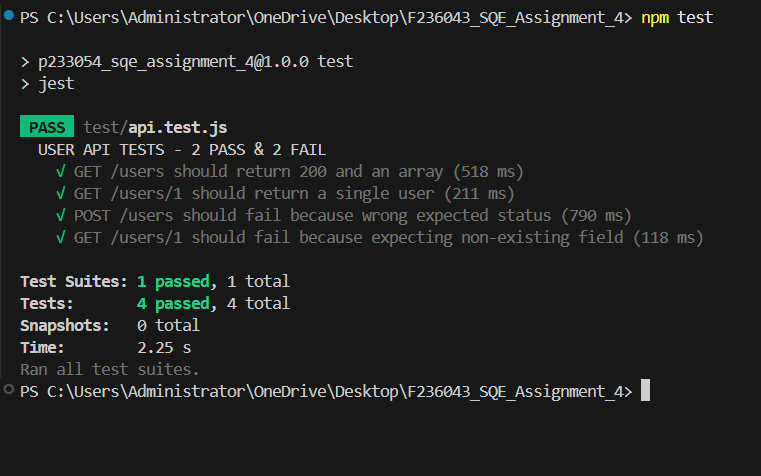 PS C:\Users\Administrator\OneDrive\Desktop\F236043_SQE_Assignment_4> npm test
> p233054_sqe_assignment_4@1.0.0 test
> jest
PASS test/api.test.js
USER API TESTS - 2 PASS & 2 FAIL
√ GET /users should return 200 and an array (518 ms)
√ GET /users/1 should return a single user (211 ms)
√ POST /users should fail because wrong expected status (790 ms)
√ GET /users/1 should fail because expecting non-existing field (118 ms)
Test Suites: 1 passed, 1 total
Tests: 4 passed, 4 total
Snapshots: 0 total
Time: 2.25 s
Ran all test suites.
PS C:\Users\Administrator\OneDrive\Desktop\F236043_SQE_Assignment_4>